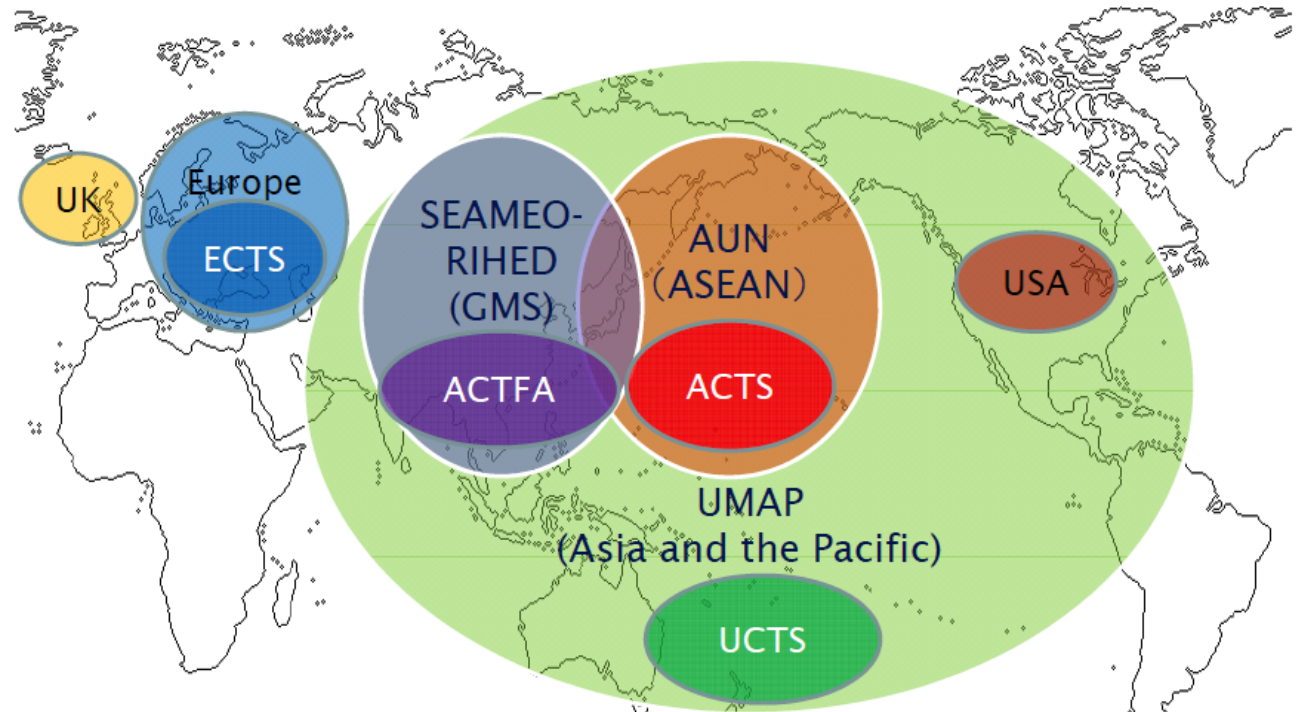 UK
Europe
ECTS
SEAMEO-
RIHED
(GMS)
ACTFA
AUN
（ASEAN）
ACTS
USA
UMAP
(Asia and the Pacific)
UCTS